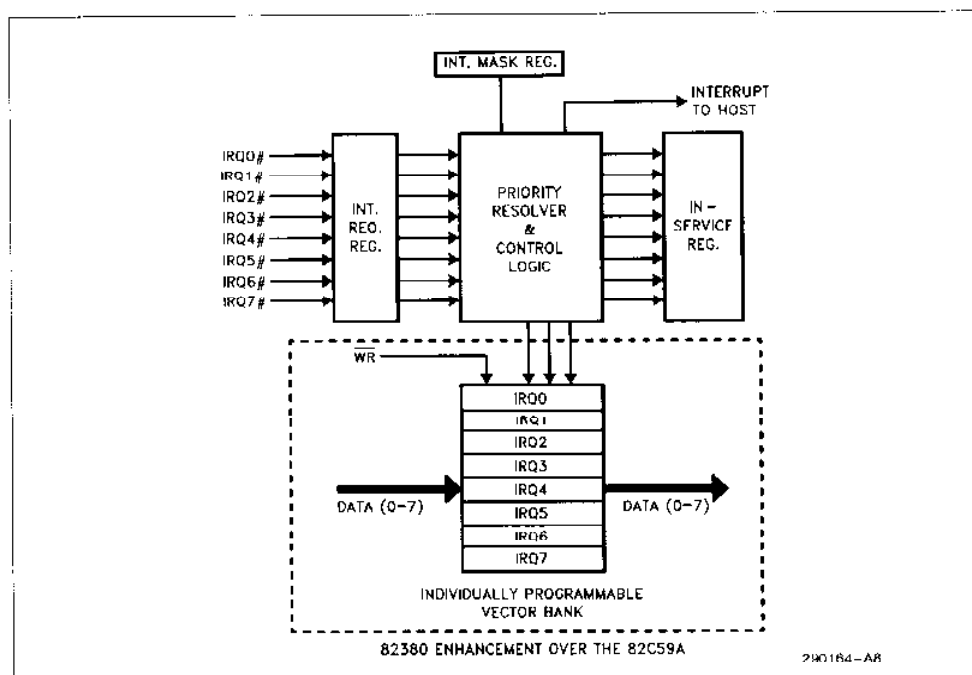 INT. MASK REG.
INTERRUPT
TO HOST
IRQ0#
IRQ1#
IRQ2#
IRQ3#
IRQ4#
IRQ5#
IRQ6#
IRQ7#
INT.
REQ.
REG.
PRIORITY
RESOLVER
&
CONTROL
LOGIC
IN-
SERVICE
REG.
WR
IRQ0
IRQ1
IRQ2
IRQ3
IRQ4
IRQ5
IRQ6
IRQ7
DATA (0-7)
DATA (0-7)
INDIVIDUALLY PROGRAMMABLE
VECTOR BANK
82380 ENHANCEMENT OVER THE 82C59A
290164-A8